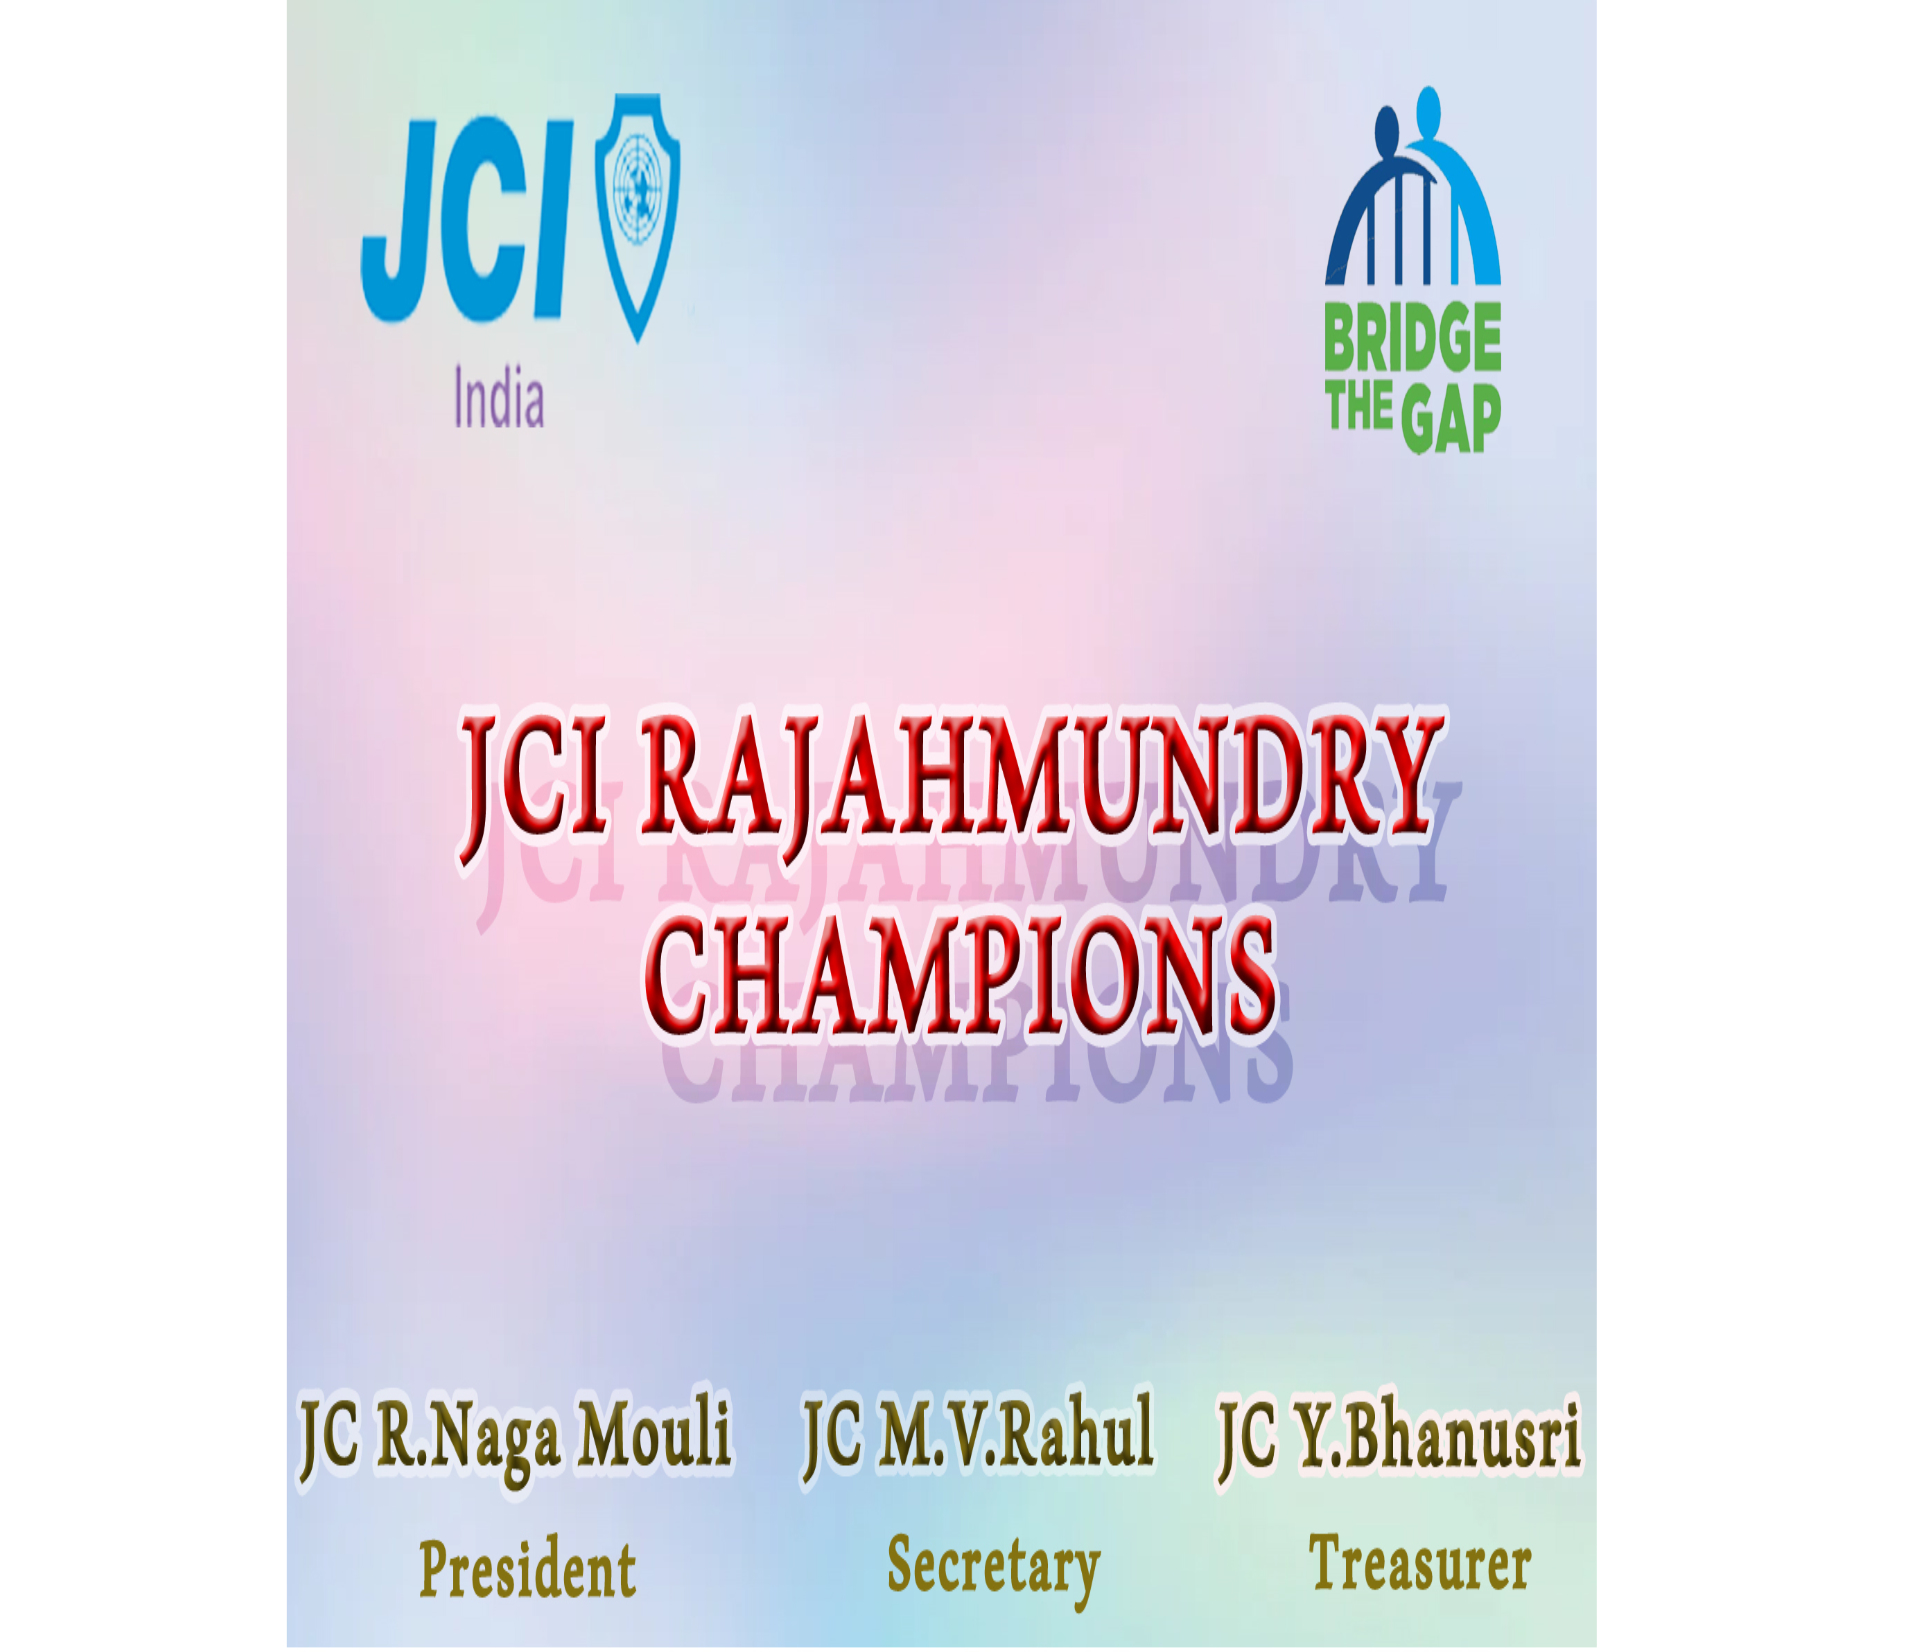 JCI
India
BRIDGE
THE GAP
JCI RAJAHMUNDRY
CHAMPIONS
JC R.Naga Mouli JC M.V.Rahul JC Y.Bhanusri
President Secretary Treasurer